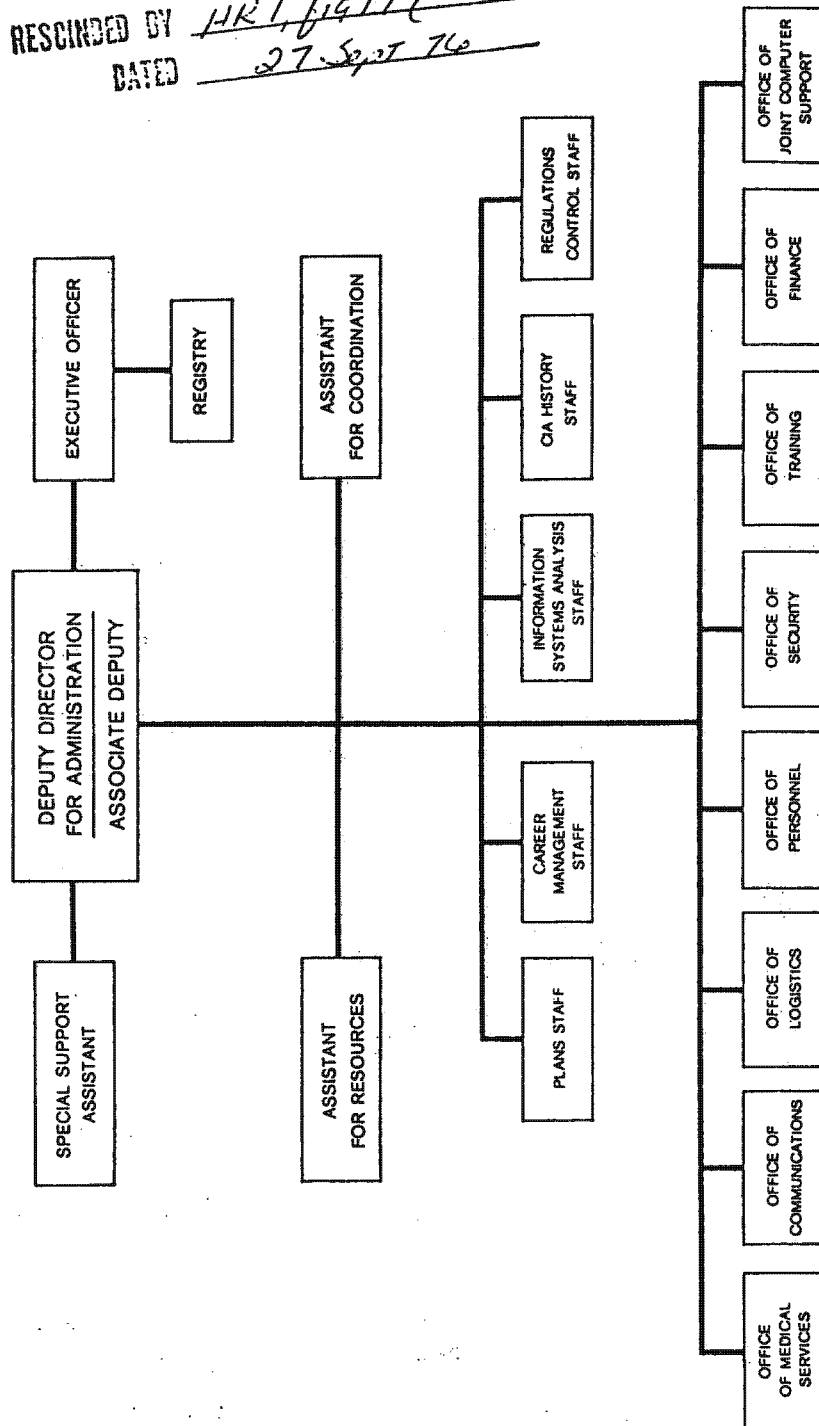 RESCINDED BY
DATED 27 Sept 76
DEPUTY DIRECTOR
FOR ADMINISTRATION
ASSOCIATE DEPUTY
SPECIAL SUPPORT
ASSISTANT
EXECUTIVE OFFICER
REGISTRY
ASSISTANT
FOR RESOURCES
ASSISTANT
FOR COORDINATION
PLANS STAFF
CAREER
MANAGEMENT
STAFF
INFORMATION
SYSTEMS ANALYSIS
STAFF
CIA HISTORY
STAFF
REGULATIONS
CONTROL STAFF
OFFICE
OF MEDICAL
SERVICES
OFFICE OF
COMMUNICATIONS
OFFICE OF
LOGISTICS
OFFICE OF
PERSONNEL
OFFICE OF
SECURITY
OFFICE OF
TRAINING
OFFICE OF
FINANCE
OFFICE OF
JOINT COMPUTER
SUPPORT